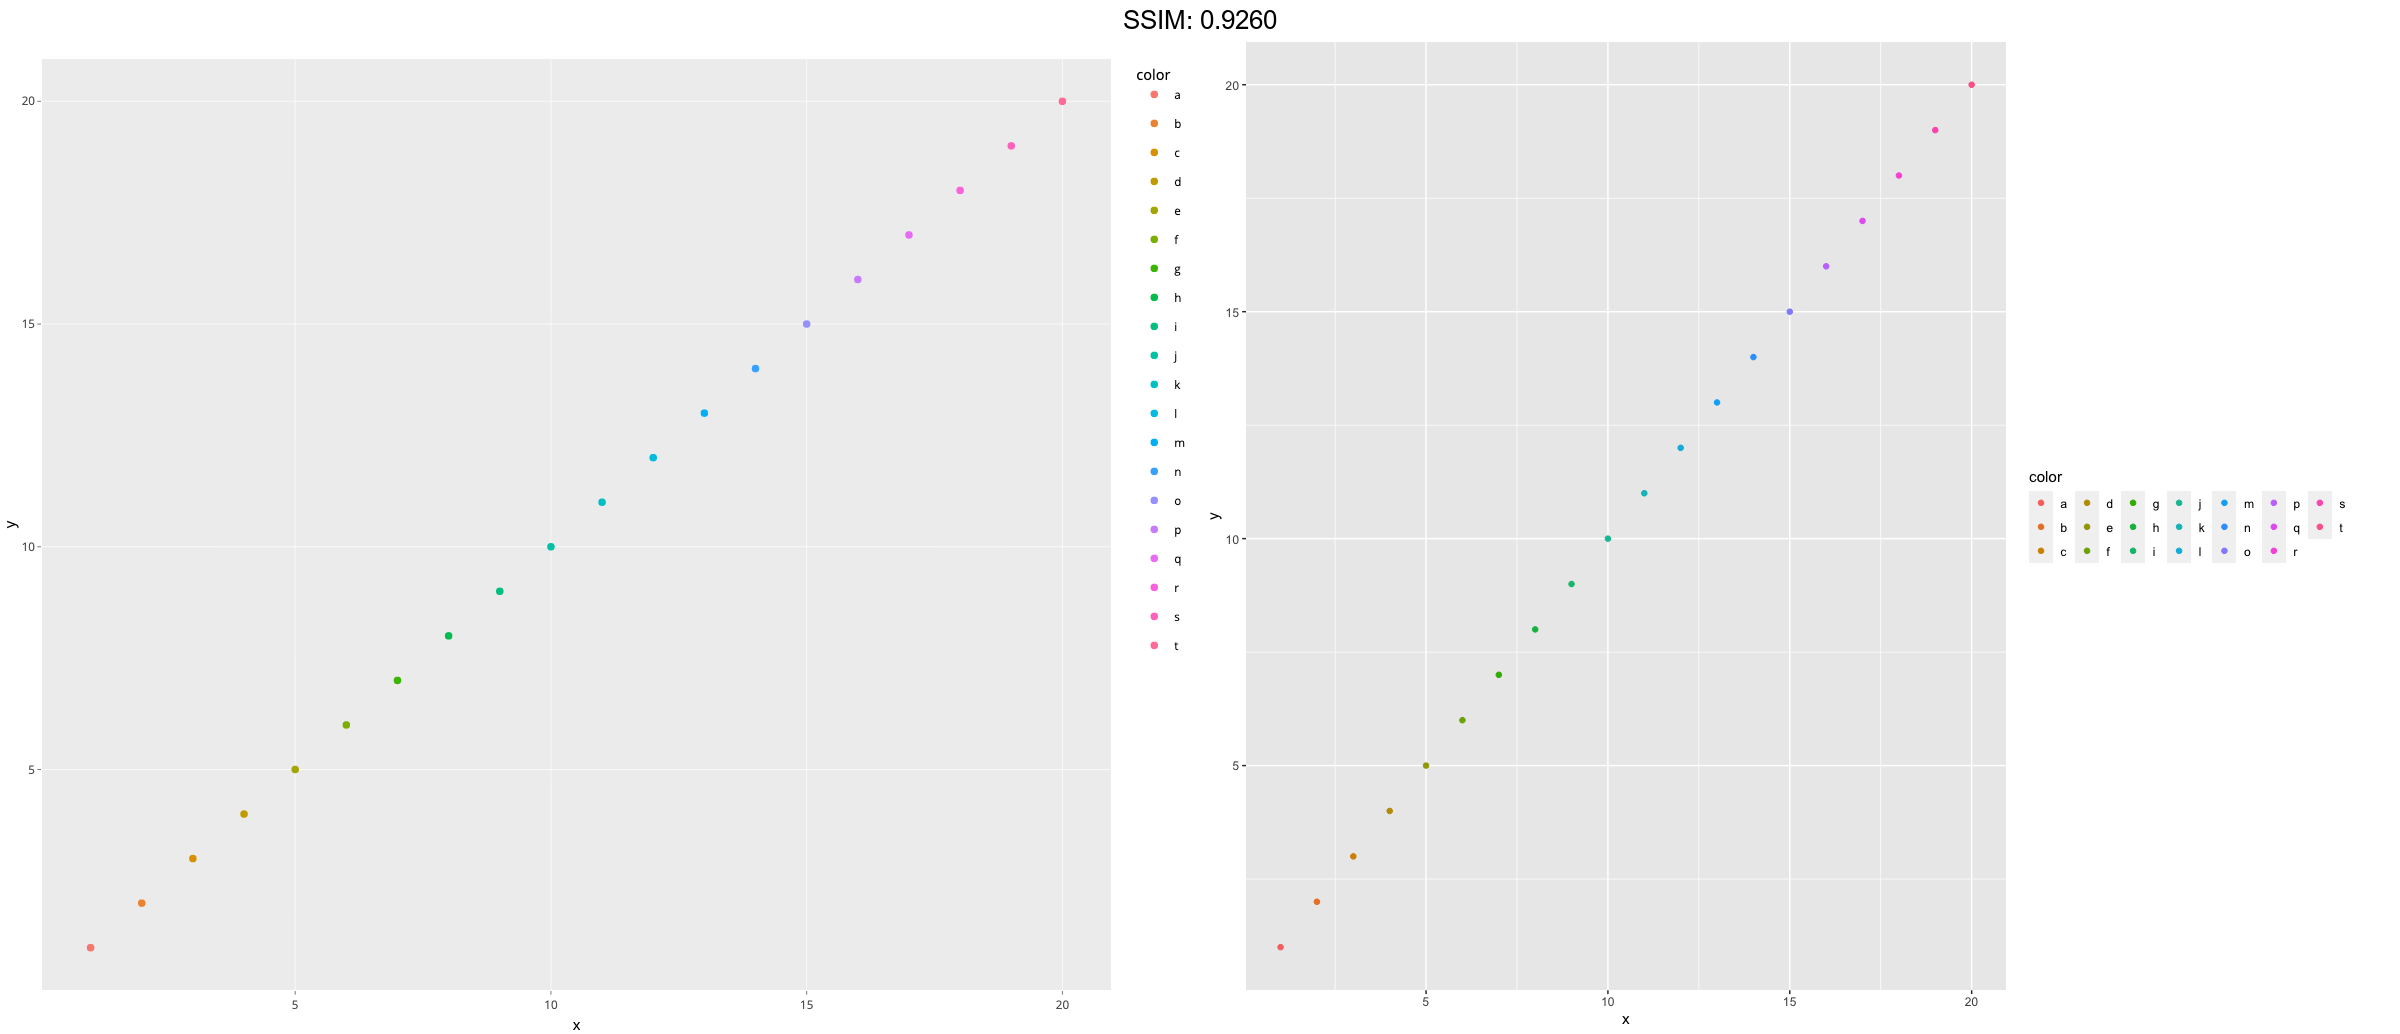 SSIM: 0.9260
20
15
10
5
y
5 10 15 20
x
color
a
b
c
d
e
f
g
h
i
j
k
l
m
n
o
p
q
r
s
t
20
15
10
5
y
5 10 15 20
x
color
a d g j m p s
b e h k n q t
c f i l o r